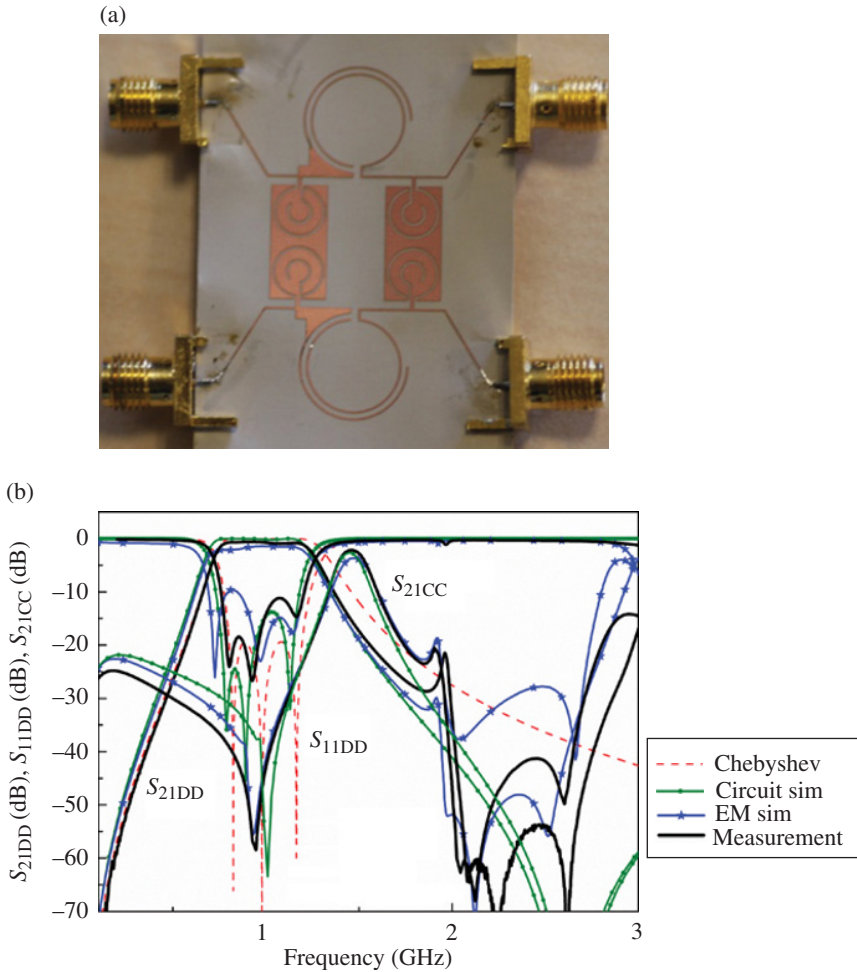 (a)
(b)
S21DD (dB), S11DD (dB), S21CC (dB)
0
−10
−20
−30
−40
−50
−60
−70
S21CC
S11DD
S21DD
1
2
3
Frequency (GHz)
Chebyshev
Circuit sim
EM sim
Measurement